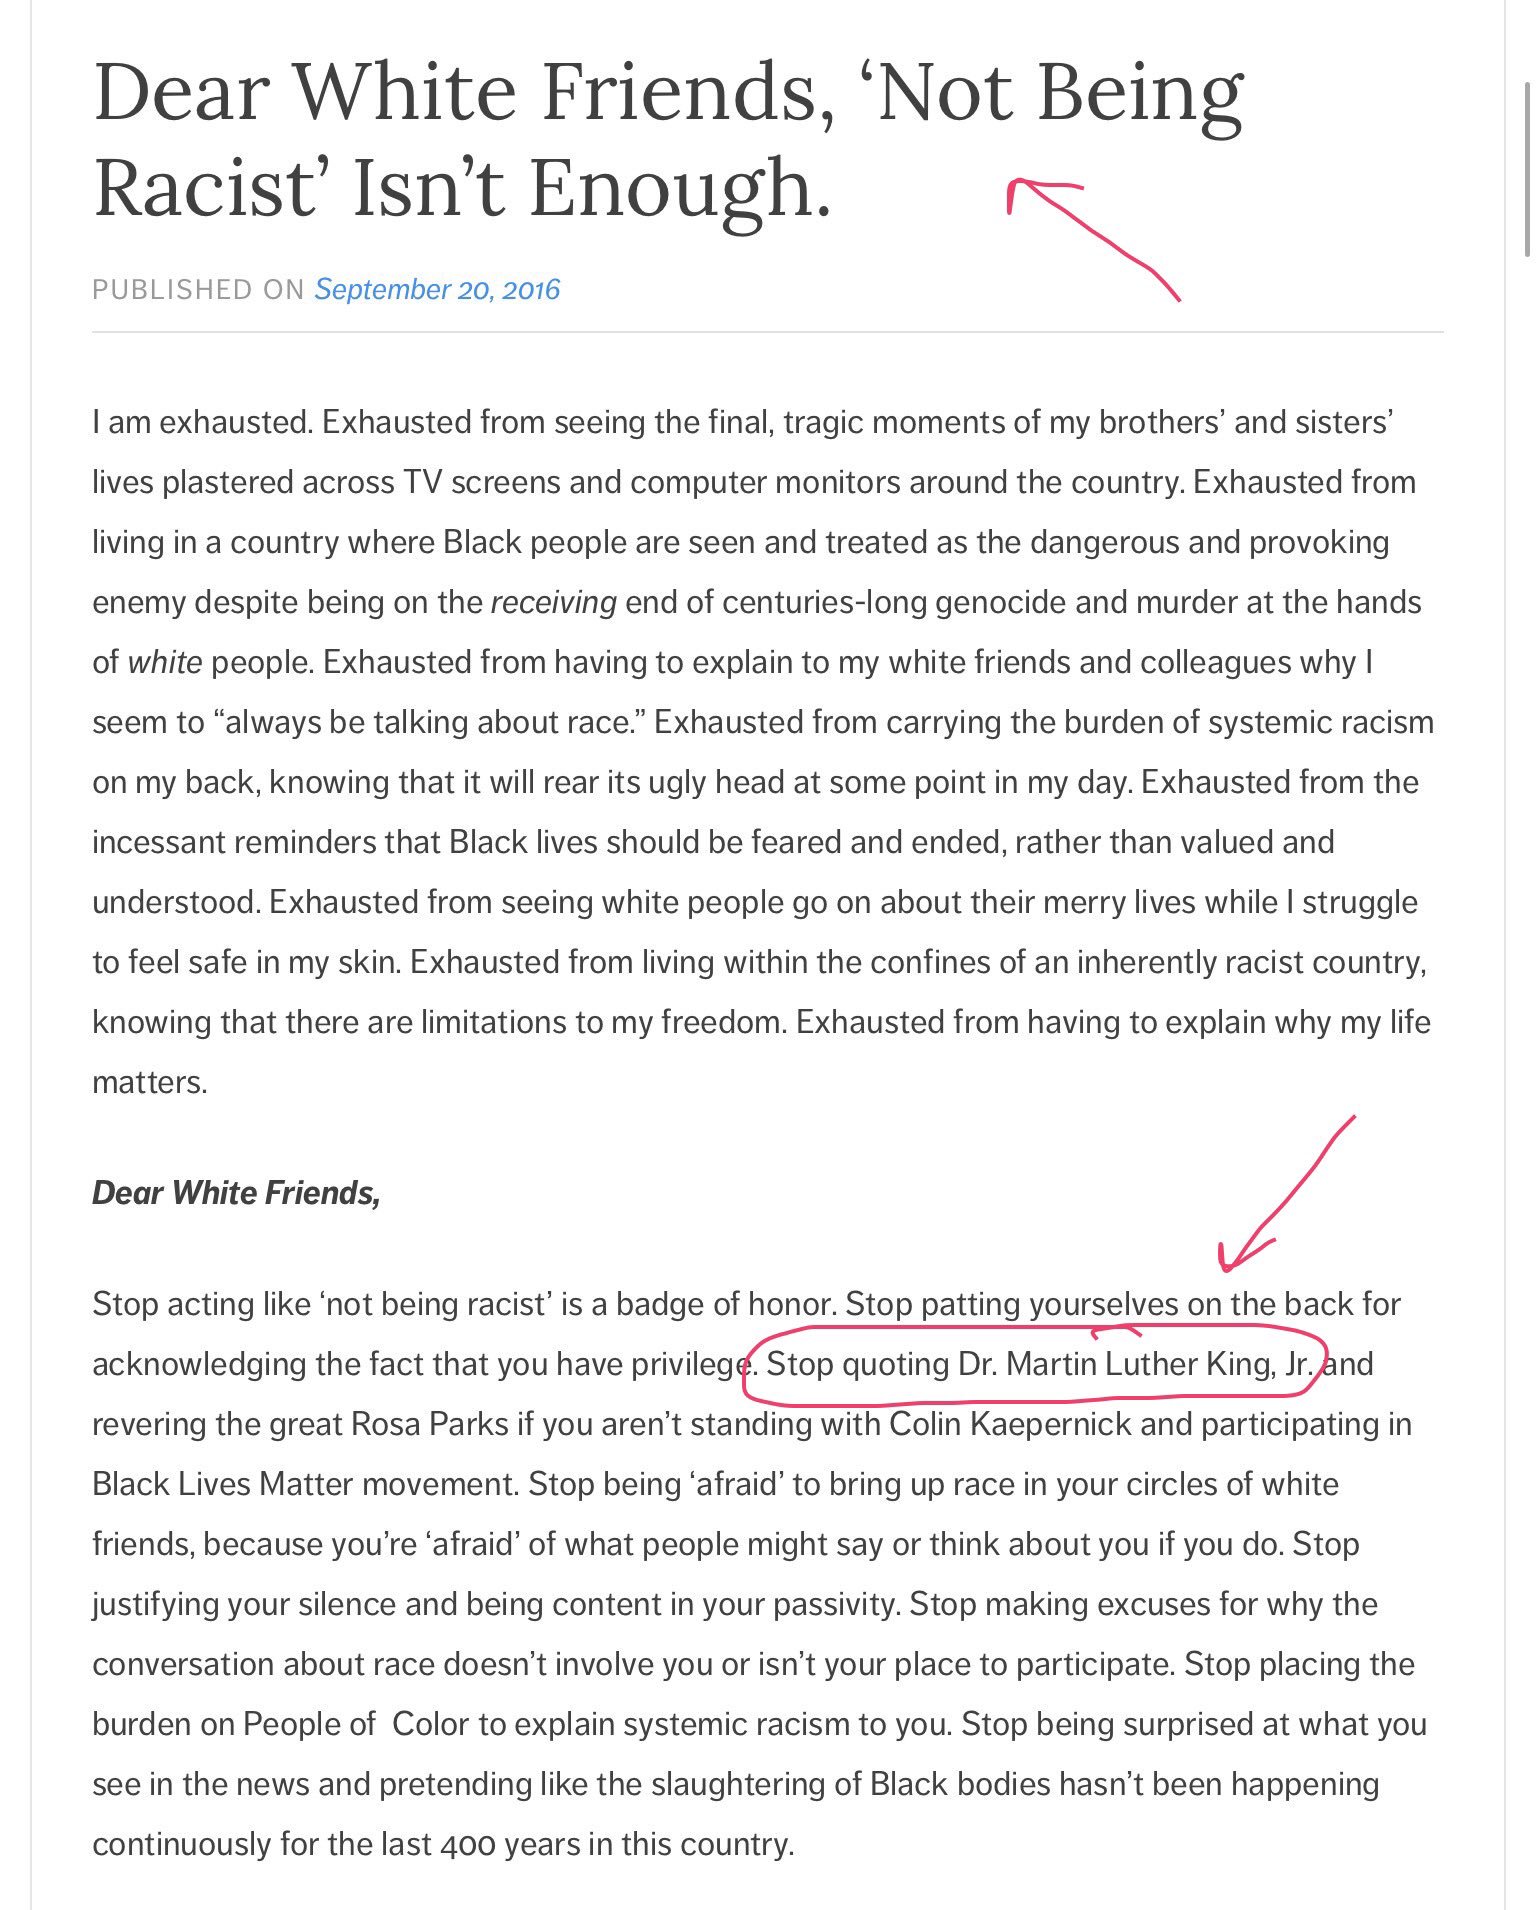 Dear White Friends, ‘Not Being
Racist’ Isn’t Enough.
PUBLISHED ON September 20, 2016
I am exhausted. Exhausted from seeing the final, tragic moments of my brothers’ and sisters’
lives plastered across TV screens and computer monitors around the country. Exhausted from
living in a country where Black people are seen and treated as the dangerous and provoking
enemy despite being on the receiving end of centuries-long genocide and murder at the hands
of white people. Exhausted from having to explain to my white friends and colleagues why I
seem to “always be talking about race.” Exhausted from carrying the burden of systemic racism
on my back, knowing that it will rear its ugly head at some point in my day. Exhausted from the
incessant reminders that Black lives should be feared and ended, rather than valued and
understood. Exhausted from seeing white people go on about their merry lives while I struggle
to feel safe in my skin. Exhausted from living within the confines of an inherently racist country,
knowing that there are limitations to my freedom. Exhausted from having to explain why my life
matters.
Dear White Friends,
Stop acting like ‘not being racist’ is a badge of honor. Stop patting yourselves on the back for
acknowledging the fact that you have privilege. Stop quoting Dr. Martin Luther King, Jr. and
revering the great Rosa Parks if you aren’t standing with Colin Kaepernick and participating in
Black Lives Matter movement. Stop being ‘afraid’ to bring up race in your circles of white
friends, because you’re ‘afraid’ of what people might say or think about you if you do. Stop
justifying your silence and being content in your passivity. Stop making excuses for why the
conversation about race doesn’t involve you or isn’t your place to participate. Stop placing the
burden on People of  Color to explain systemic racism to you. Stop being surprised at what you
see in the news and pretending like the slaughtering of Black bodies hasn’t been happening
continuously for the last 400 years in this country.